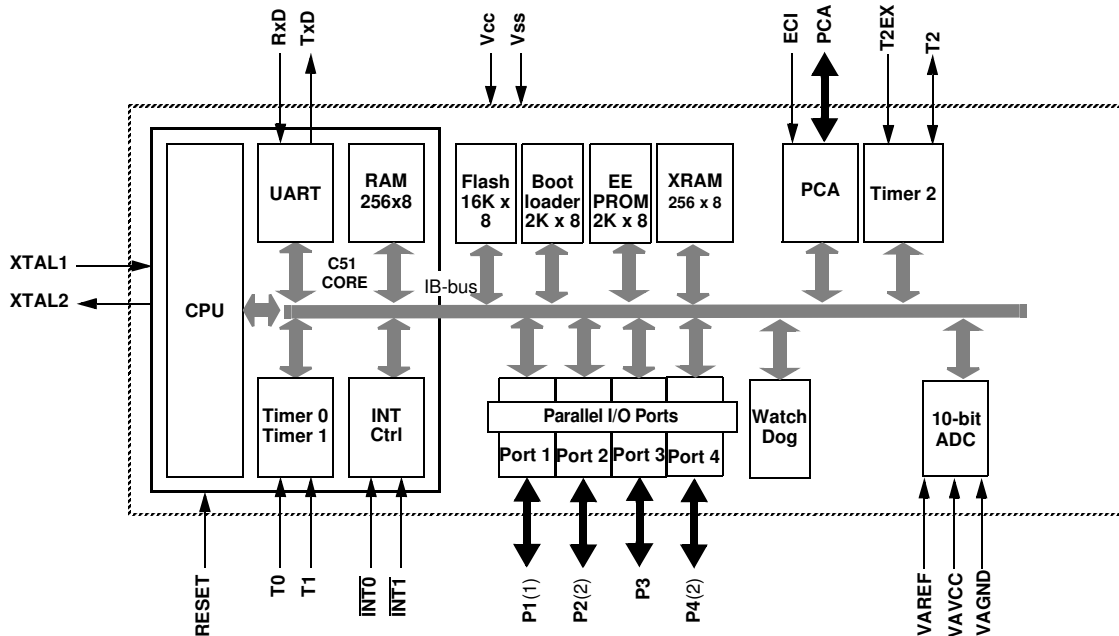 RxD
TxD
Vcc
Vss
ECI
PCA
T2EX
T2
UART
RAM
256x8
Flash
16K x
8
Boot
loader
2K x 8
EE
PROM
2K x 8
XRAM
256 x 8
PCA
Timer 2
XTAL1
XTAL2
CPU
C51
CORE
IB-bus
Timer 0
Timer 1
INT
Ctrl
Parallel I/O Ports
Port 1
Port 2
Port 3
Port 4
Watch
Dog
10-bit
ADC
RESET
T0
T1
INT0
INT1
P1(1)
P2(2)
P3
P4(2)
VAREF
VAVCC
VAGND